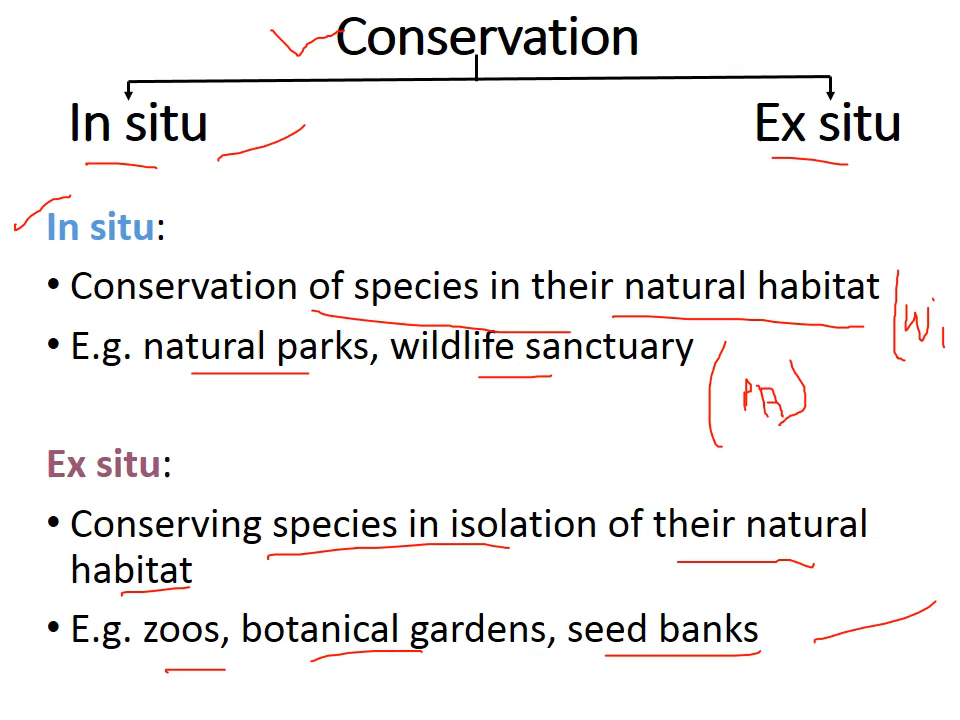 Conservation
In situ
Ex situ
In situ:
• Conservation of species in their natural habitat
• E.g. natural parks, wildlife sanctuary
(PA)
Ex situ:
• Conserving species in isolation of their natural
habitat
• E.g. zoos, botanical gardens, seed banks